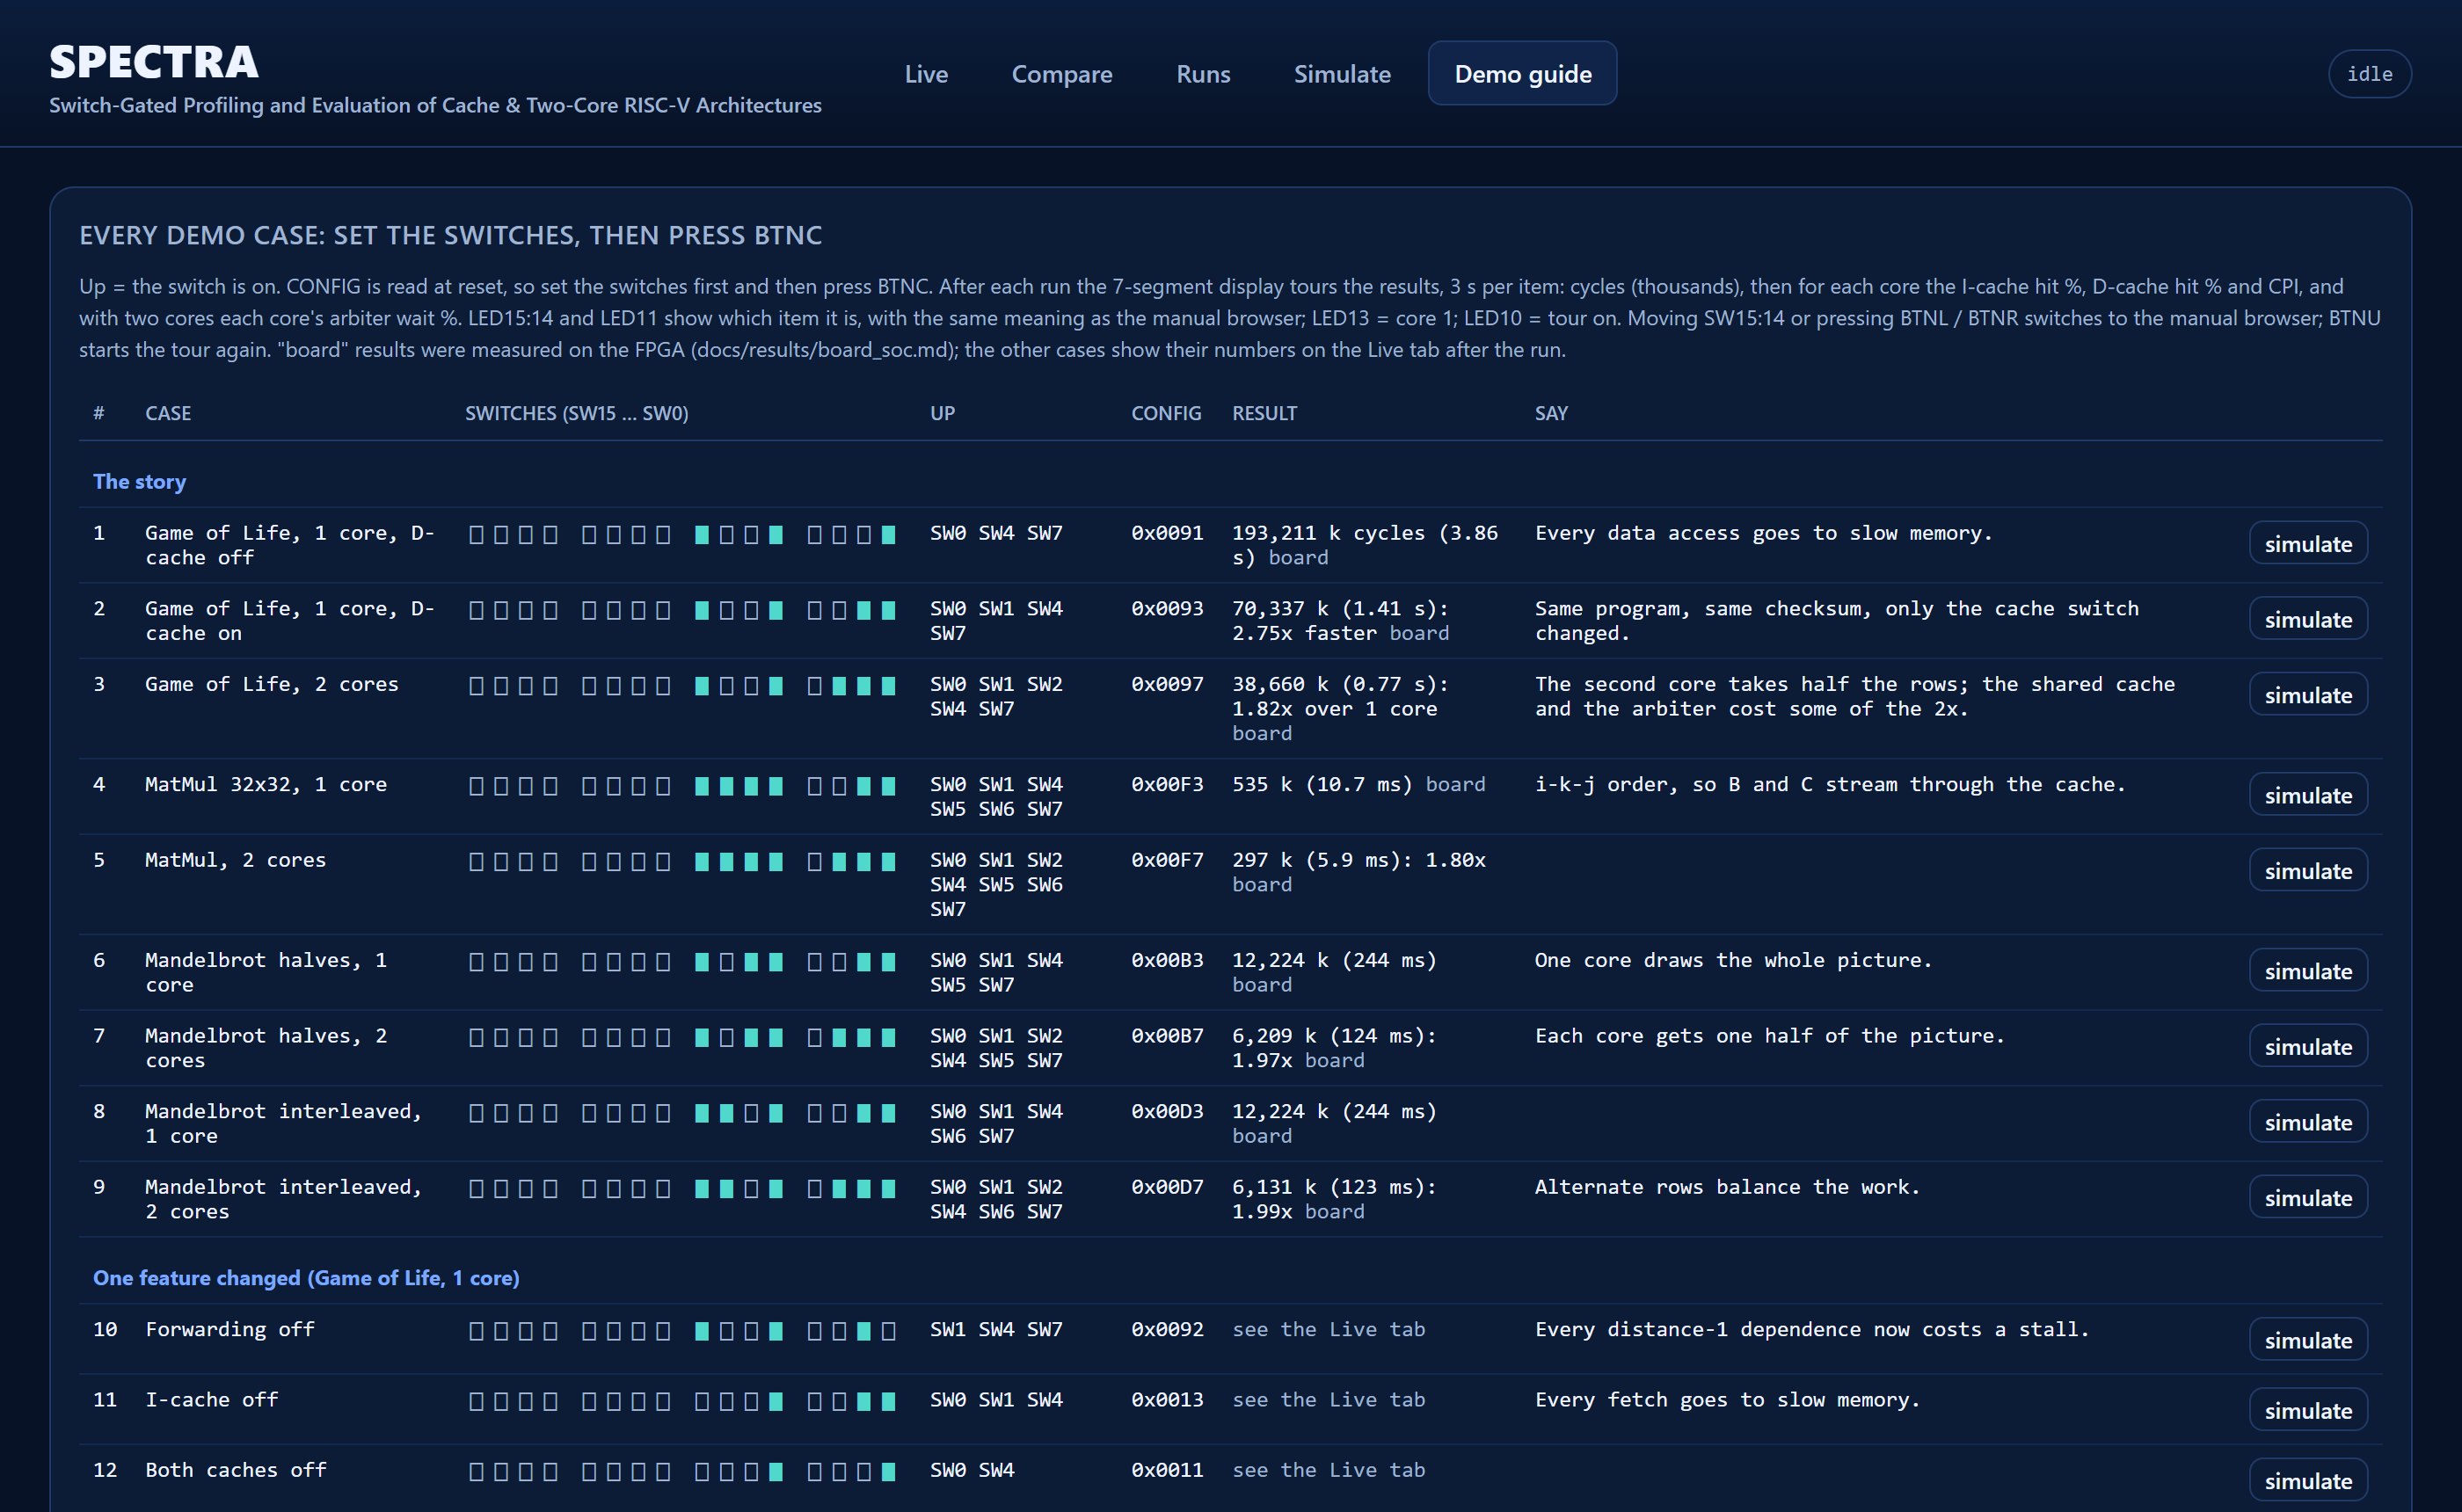 SPECTRA
Switch-Gated Profiling and Evaluation of Cache & Two-Core RISC-V Architectures
Live Compare Runs Simulate Demo guide
idle
EVERY DEMO CASE: SET THE SWITCHES, THEN PRESS BTNC
Up = the switch is on. CONFIG is read at reset, so set the switches first and then press BTNC. After each run the 7-segment display tours the results, 3 s per item: cycles (thousands), then for each core the I-cache hit %, D-cache hit % and CPI, and
with two cores each core's arbiter wait %. LED15:14 and LED11 show which item it is, with the same meaning as the manual browser; LED13 = core 1; LED10 = tour on. Moving SW15:14 or pressing BTNL / BTNR switches to the manual browser; BTNU
starts the tour again. "board" results were measured on the FPGA (docs/results/board_soc.md); the other cases show their numbers on the Live tab after the run.
# CASE SWITCHES (SW15 ... SW0) UP CONFIG RESULT SAY
The story
1 Game of Life, 1 core, D- SW0 SW4 SW7 0x0091 193,211 k cycles (3.86 Every data access goes to slow memory. simulate
cache off s) board
2 Game of Life, 1 core, D- SW0 SW1 SW4 0x0093 70,337 k (1.41 s): Same program, same checksum, only the cache switch simulate
cache on SW7 2.75x faster board changed.
3 Game of Life, 2 cores SW0 SW1 SW2 0x0097 38,660 k (0.77 s): The second core takes half the rows; the shared cache simulate
SW4 SW7 1.82x over 1 core and the arbiter cost some of the 2x.
board
4 MatMul 32x32, 1 core SW0 SW1 SW4 0x00F3 535 k (10.7 ms) board i-k-j order, so B and C stream through the cache. simulate
SW5 SW6 SW7
5 MatMul, 2 cores SW0 SW1 SW2 0x00F7 297 k (5.9 ms): 1.80x simulate
SW4 SW5 SW6 board
SW7
6 Mandelbrot halves, 1 SW0 SW1 SW4 0x00B3 12,224 k (244 ms) One core draws the whole picture. simulate
core SW5 SW7 board
7 Mandelbrot halves, 2 SW0 SW1 SW2 0x00B7 6,209 k (124 ms): Each core gets one half of the picture. simulate
cores SW4 SW5 SW7 1.97x board
8 Mandelbrot interleaved, SW0 SW1 SW4 0x00D3 12,224 k (244 ms) simulate
1 core SW6 SW7 board
9 Mandelbrot interleaved, SW0 SW1 SW2 0x00D7 6,131 k (123 ms): Alternate rows balance the work. simulate
2 cores SW4 SW6 SW7 1.99x board
One feature changed (Game of Life, 1 core)
10 Forwarding off SW1 SW4 SW7 0x0092 see the Live tab Every distance-1 dependence now costs a stall. simulate
11 I-cache off SW0 SW1 SW4 0x0013 see the Live tab Every fetch goes to slow memory. simulate
12 Both caches off SW0 SW4 0x0011 see the Live tab simulate